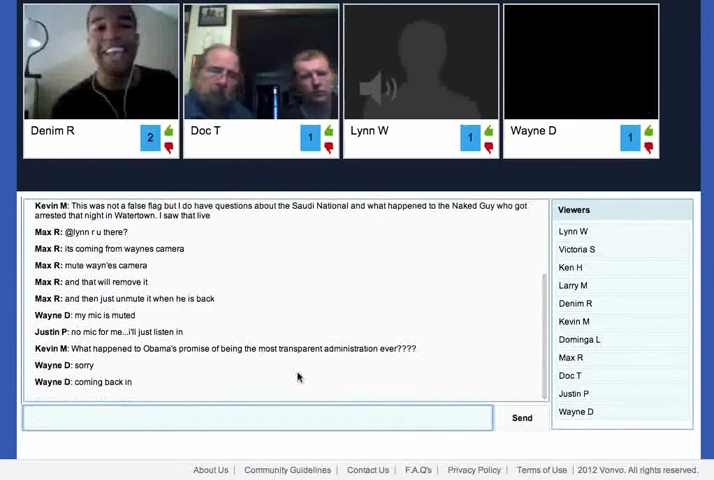 Denim R
2
Doc T
1
Lynn W
1
Wayne D
1
Kevin M: This was not a false flag but I do have questions about the Saudi National and what happened to the Naked Guy who got
arrested that night in Watertown. I saw that live
Max R: @lynn r u there?
Max R: its coming from waynes camera
Max R: mute wayn'es camera
Max R: and that will remove it
Max R: and then just unmute it when he is back
Wayne D: my mic is muted
Justin P: no mic for me...i'll just listen in
Kevin M: What happened to Obama's promise of being the most transparent administration ever????
Wayne D: sorry
Wayne D: coming back in
Send
Viewers
Lynn W
Victoria S
Ken H
Larry M
Denim R
Kevin M
Dominga L
Max R
Doc T
Justin P
Wayne D
About Us | Community Guidelines | Contact Us | F.A.Q's | Privacy Policy | Terms of Use | 2012 Vonvo. All rights reserved.